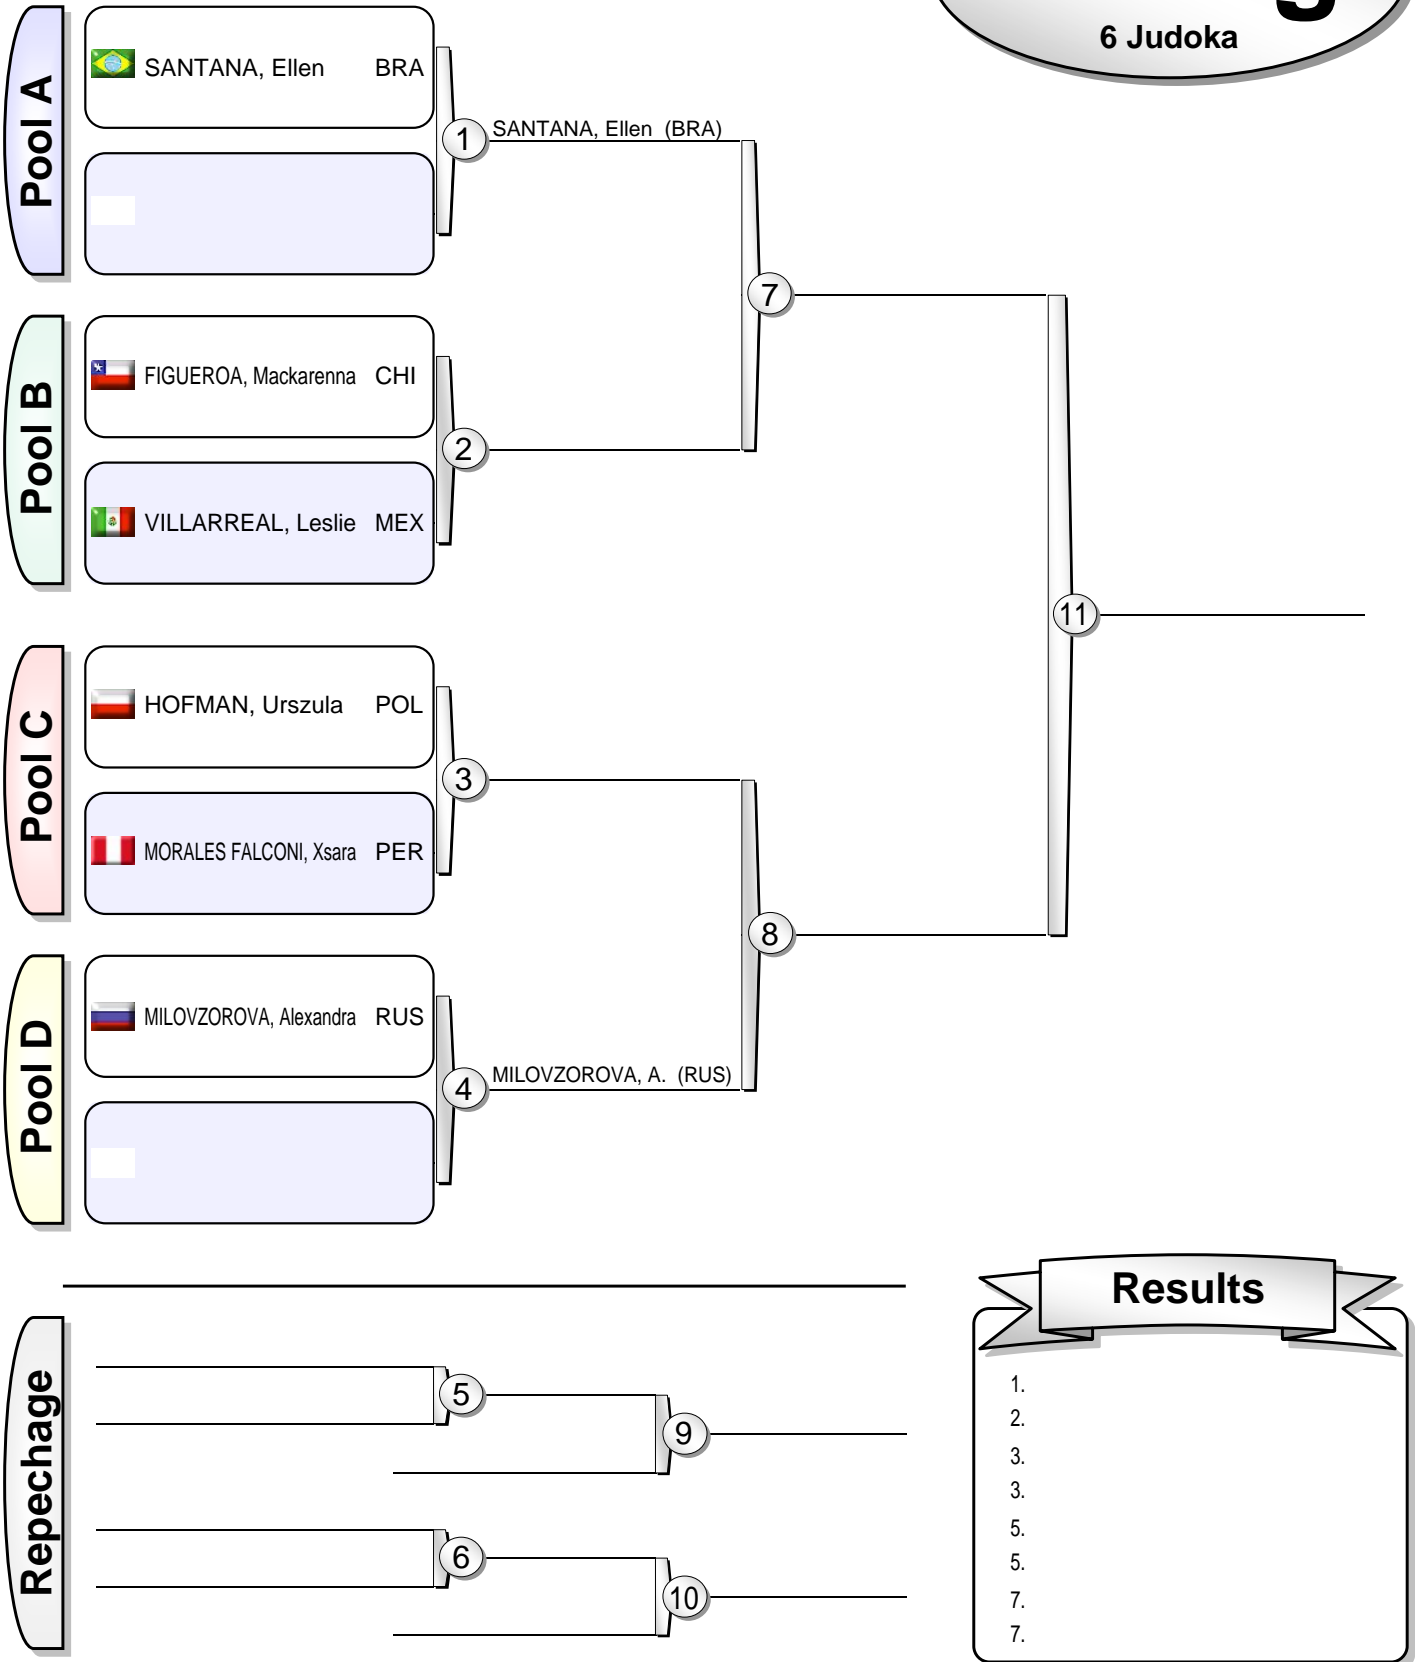 6 Judoka
Pool A
SANTANA, Ellen BRA
1
SANTANA, Ellen (BRA)
7
Pool B
FIGUEROA, Mackarenna CHI
2
VILLARREAL, Leslie MEX
11
Pool C
HOFMAN, Urszula POL
3
MORALES FALCONI, Xsara PER
8
Pool D
MILOVZOROVA, Alexandra RUS
4
MILOVZOROVA, A. (RUS)
Repechage
5
9
6
10
Results
1.
2.
3.
3.
5.
5.
7.
7.